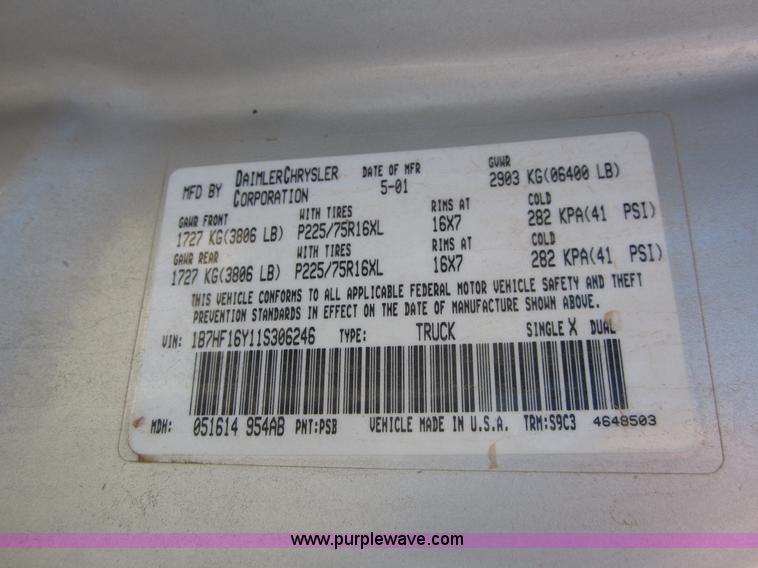 MFD BY DAIMLERCHRYSLER CORPORATION DATE OF MFR 5-01 GVWR 2903 KG(06400 LB)
GAWR FRONT WITH TIRES RIMS AT COLD
1727 KG(3806 LB) P225/75R16XL 16X7 282 KPA(41 PSI)
GAWR REAR WITH TIRES RIMS AT COLD
1727 KG(3806 LB) P225/75R16XL 16X7 282 KPA(41 PSI)
THIS VEHICLE CONFORMS TO ALL APPLICABLE FEDERAL MOTOR VEHICLE SAFETY AND THEFT
PREVENTION STANDARDS IN EFFECT ON THE DATE OF MANUFACTURE SHOWN ABOVE.
VIN: 1B7HF16Y11S306246 TYPE: TRUCK SINGLE X DUAL
MDH: 051614 954AB PNT:PSB VEHICLE MADE IN U.S.A. TRM:S9C3 4648503
www.purplewave.com